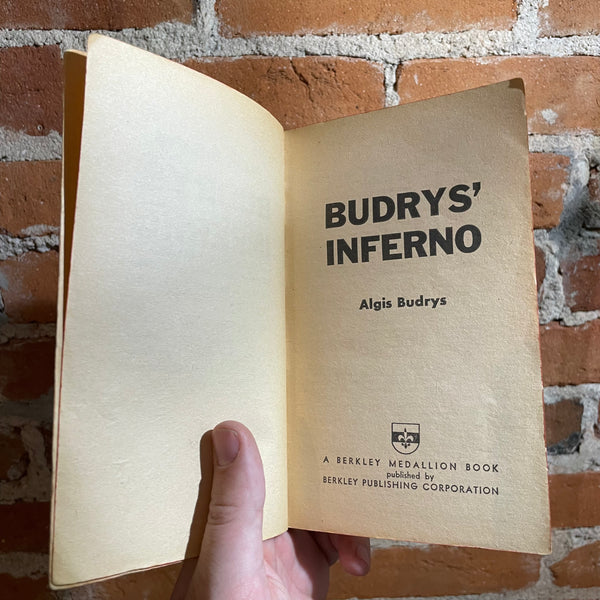 BUDRYS'
INFERNO
Algis Budrys
A BERKLEY MEDALLION BOOK
published by
BERKLEY PUBLISHING CORPORATION